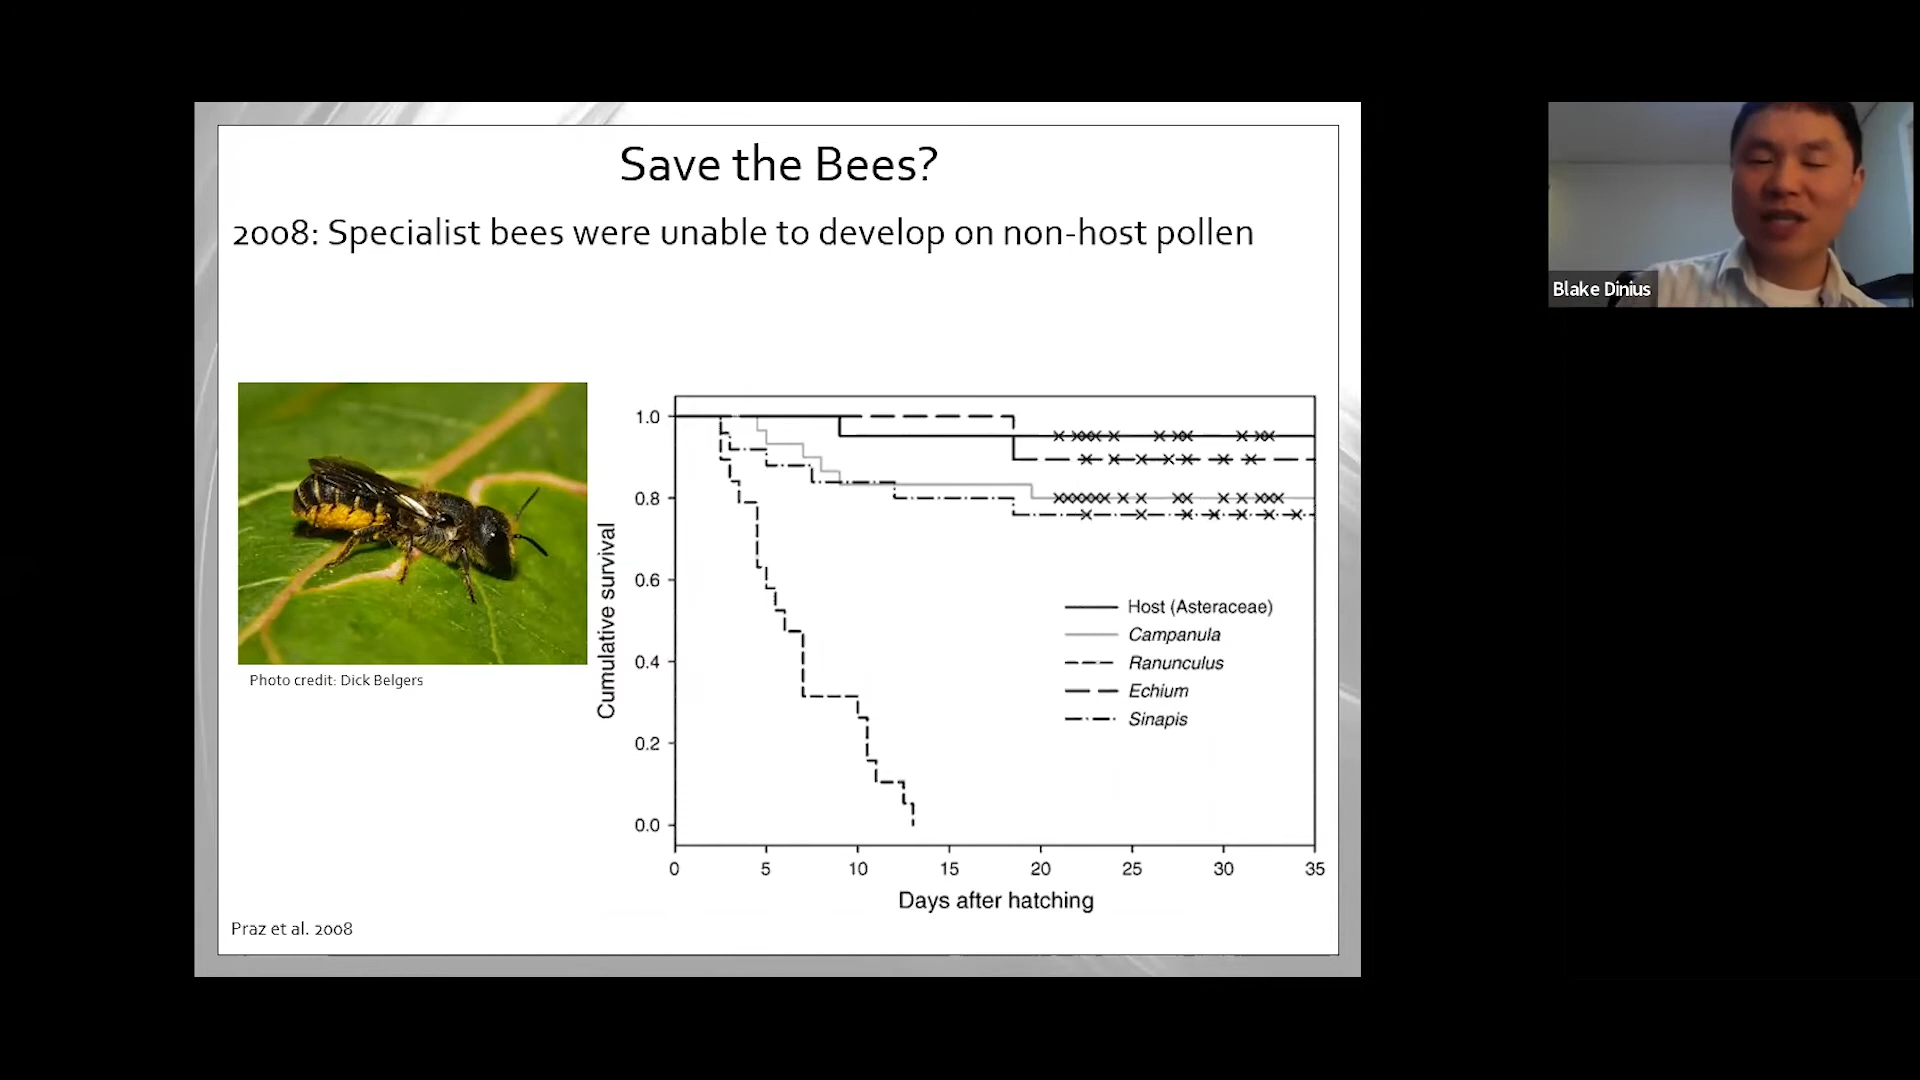 Save the Bees?
2008: Specialist bees were unable to develop on non-host pollen
Blake Dinius
Photo credit: Dick Belgers
Cumulative survival
1.0
0.8
0.6
0.4
0.2
0.0
Host (Asteraceae)
Campanula
Ranunculus
Echium
Sinapis
0 5 10 15 20 25 30 35
Days after hatching
Praz et al. 2008